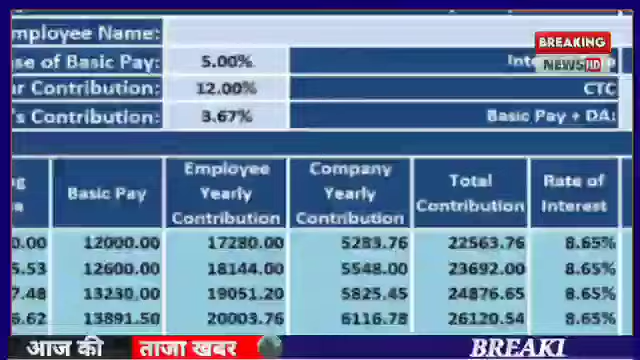 mployee Name:
BREAKING
se of Basic Pay: 5.00% Inte
NEWS HD
ar Contribution: 12.00% CTC
's Contribution: 3.67% Basic Pay + DA:
Basic Pay Employee Yearly Contribution Company Yearly Contribution Total Contribution Rate of Interest
0.00 12000.00 17280.00 5283.76 22563.76 8.65%
5.53 12600.00 18144.00 5548.00 23692.00 8.65%
7.48 13230.00 19051.20 5825.45 24876.65 8.65%
6.62 13891.50 20003.76 6116.78 26120.54 8.65%
आज की ताजा खबर BREAKI